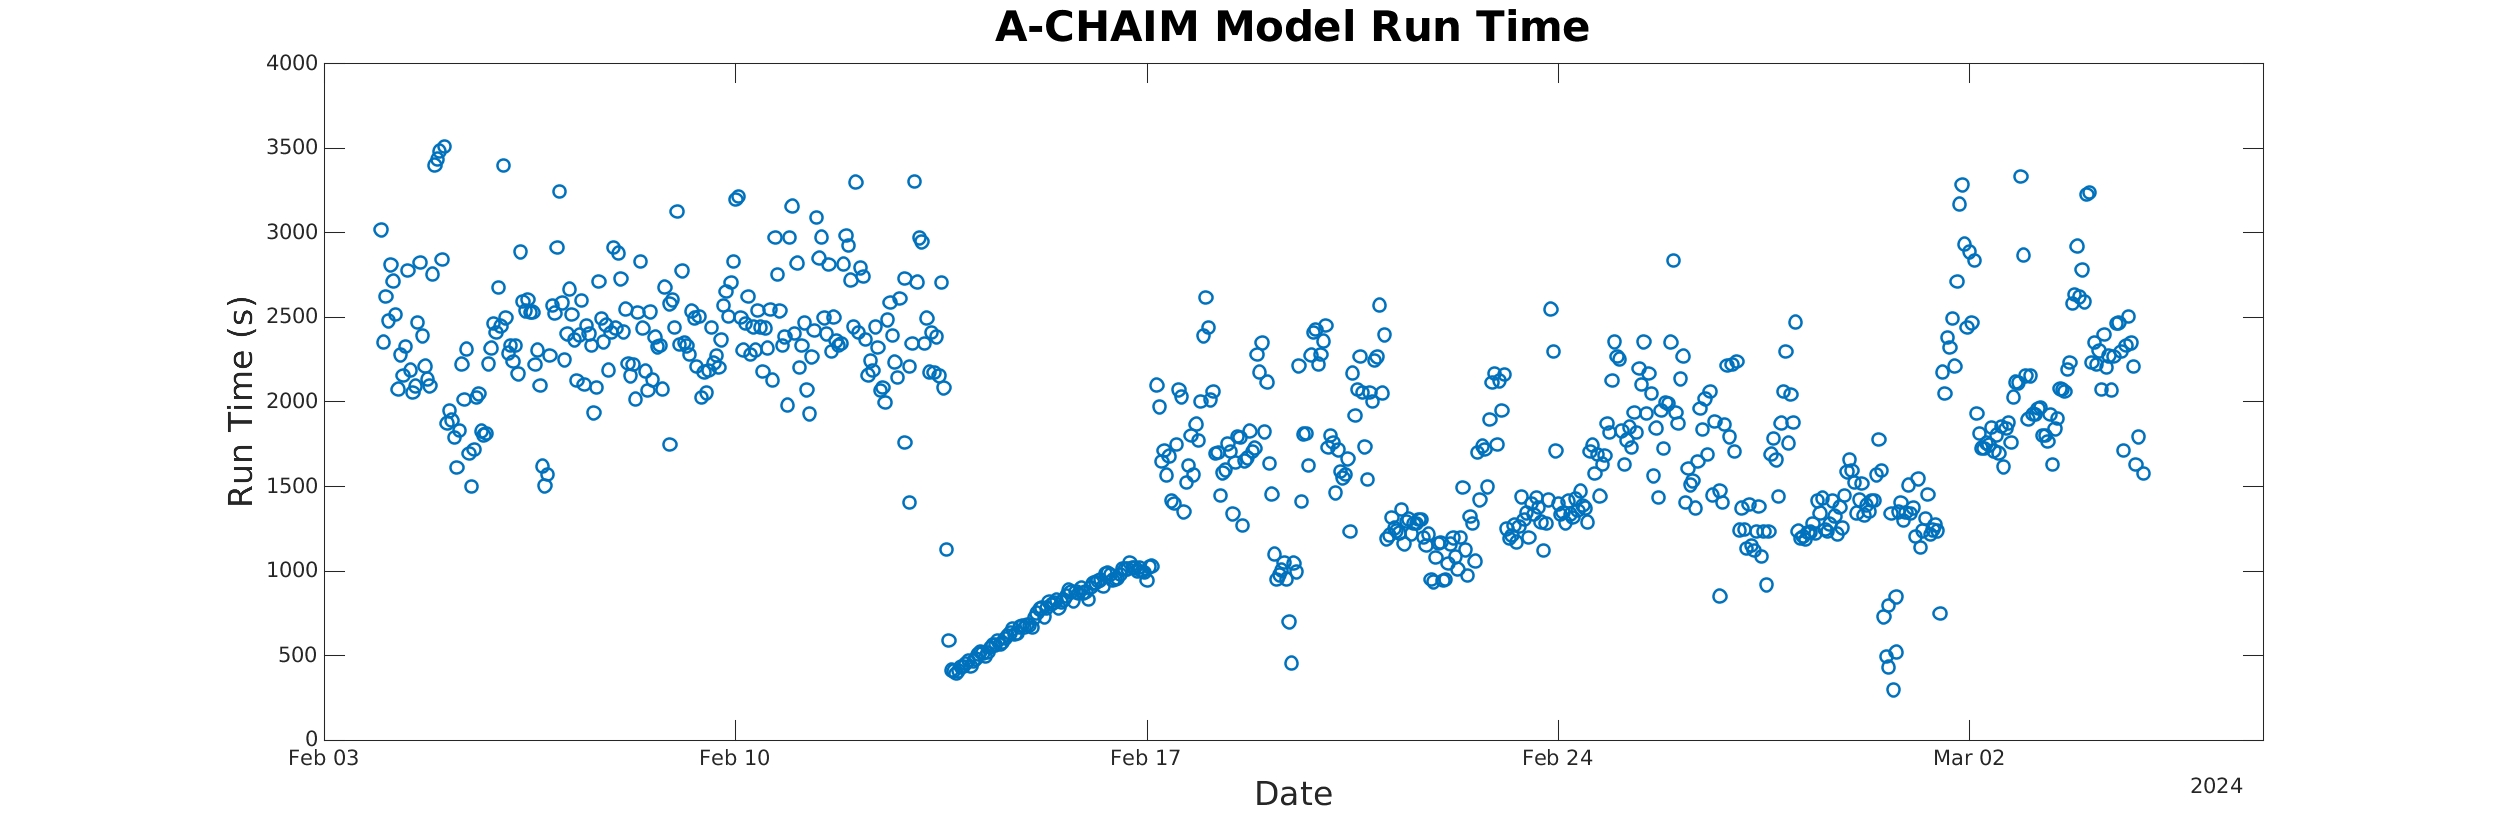 A-CHAIM Model Run Time
4000
3500
3000
2500
2000
1500
1000
500
0
Run Time (s)
Feb 03
Feb 10
Feb 17
Feb 24
Mar 02
2024
Date